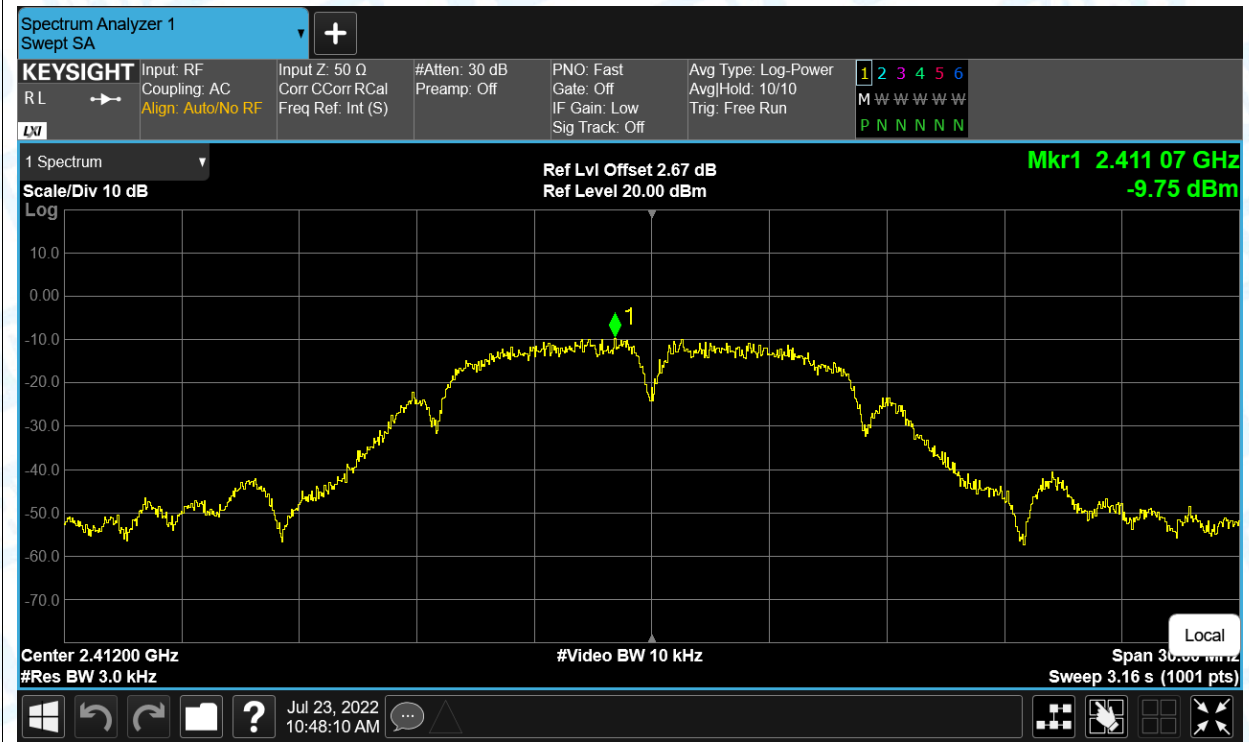 Spectrum Analyzer 1
Swept SA
KEYSIGHT
R L
LXI
Input: RF
Coupling: AC
Align: Auto/No RF
Input Z: 50 Ω
Corr CCorr RCal
Freq Ref: Int (S)
#Atten: 30 dB
Preamp: Off
PNO: Fast
Gate: Off
IF Gain: Low
Sig Track: Off
Avg Type: Log-Power
Avg|Hold: 10/10
Trig: Free Run
1 2 3 4 5 6
M W W W W W
P N N N N N
1 Spectrum
Scale/Div 10 dB
Log
Ref Lvl Offset 2.67 dB
Ref Level 20.00 dBm
Mkr1 2.411 07 GHz
-9.75 dBm
10.0
0.00
-10.0
-20.0
-30.0
-40.0
-50.0
-60.0
-70.0
1
Center 2.41200 GHz
#Res BW 3.0 kHz
#Video BW 10 kHz
Local
Span 30.00 MHz
Sweep 3.16 s (1001 pts)
?
Jul 23, 2022
10:48:10 AM